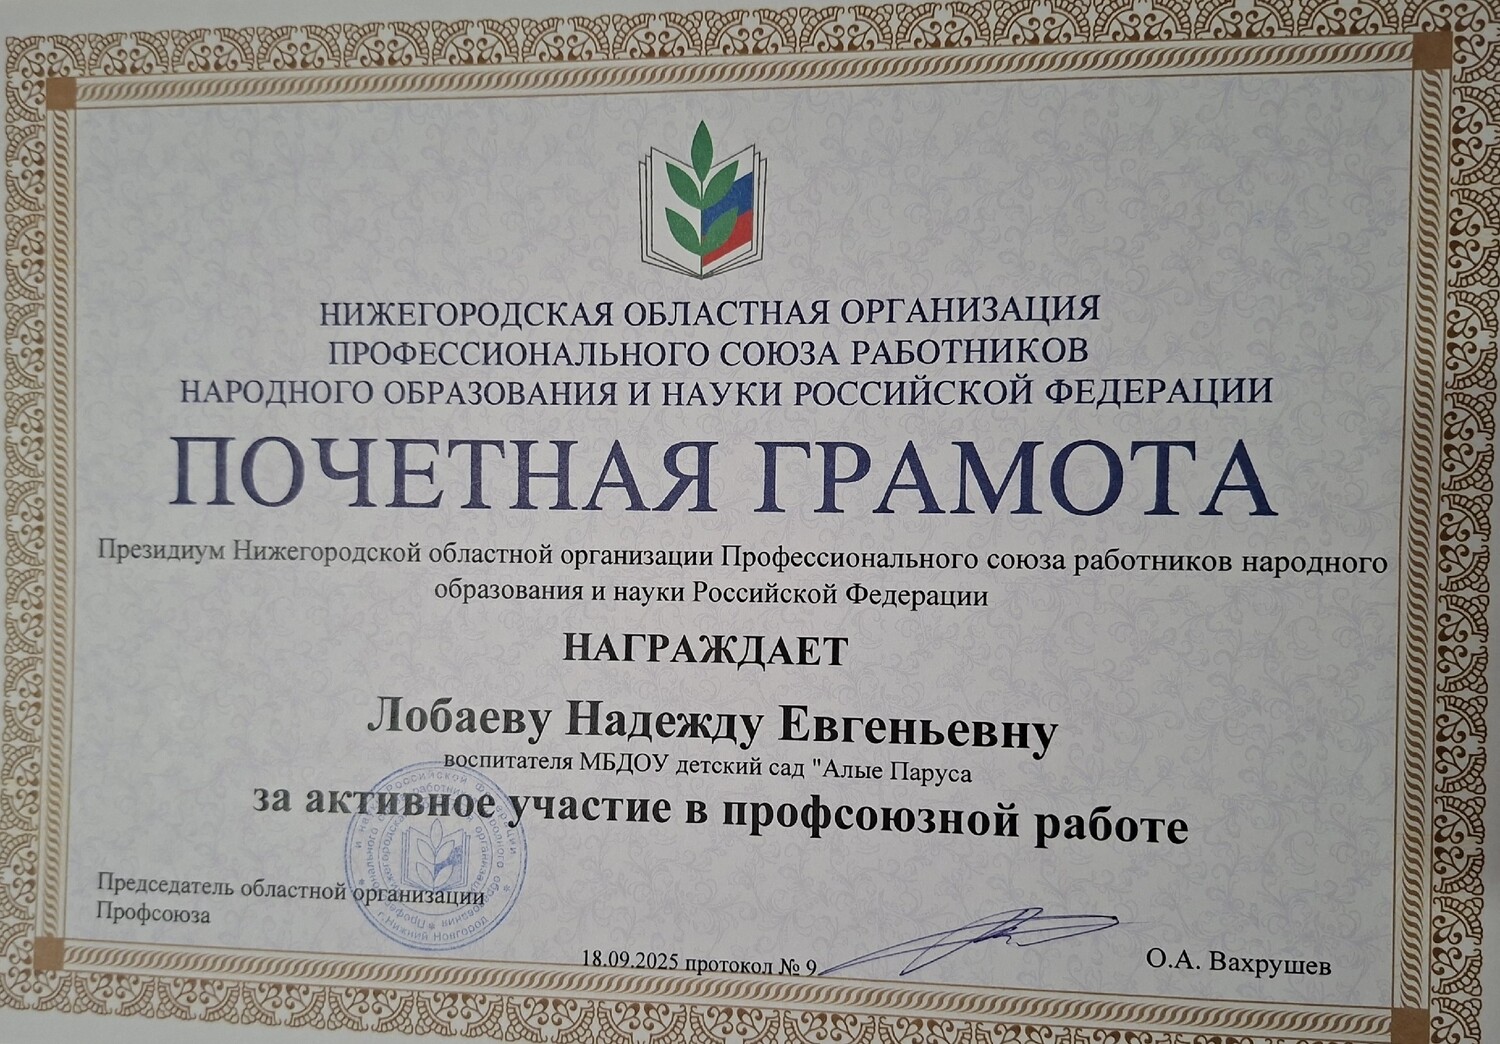 НИЖЕГОРОДСКАЯ ОБЛАСТНАЯ ОРГАНИЗАЦИЯ
ПРОФЕССИОНАЛЬНОГО СОЮЗА РАБОТНИКОВ
НАРОДНОГО ОБРАЗОВАНИЯ И НАУКИ РОССИЙСКОЙ ФЕДЕРАЦИИ
ПОЧЕТНАЯ ГРАМОТА
Президиум Нижегородской областной организации Профессионального союза работников народного
образования и науки Российской Федерации
НАГРАЖДАЕТ
Лобаеву Надежду Евгеньевну
воспитателя МБДОУ детский сад "Алые Паруса
за активное участие в профсоюзной работе
Председатель областной организации
Профсоюза
г.Нижний Новгород
18.09.2025 протокол № 9
О.А. Вахрушев